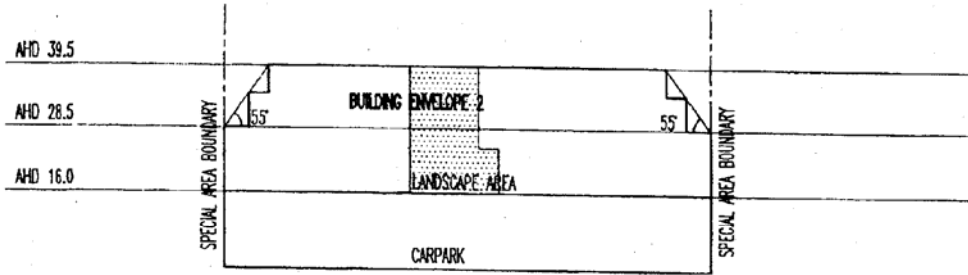 AHD 39.5
BUILDING ENVELOPE 2
AHD 28.5
55°
55°
SPECIAL AREA BOUNDARY
SPECIAL AREA BOUNDARY
AHD 16.0
LANDSCAPE AREA
CARPARK